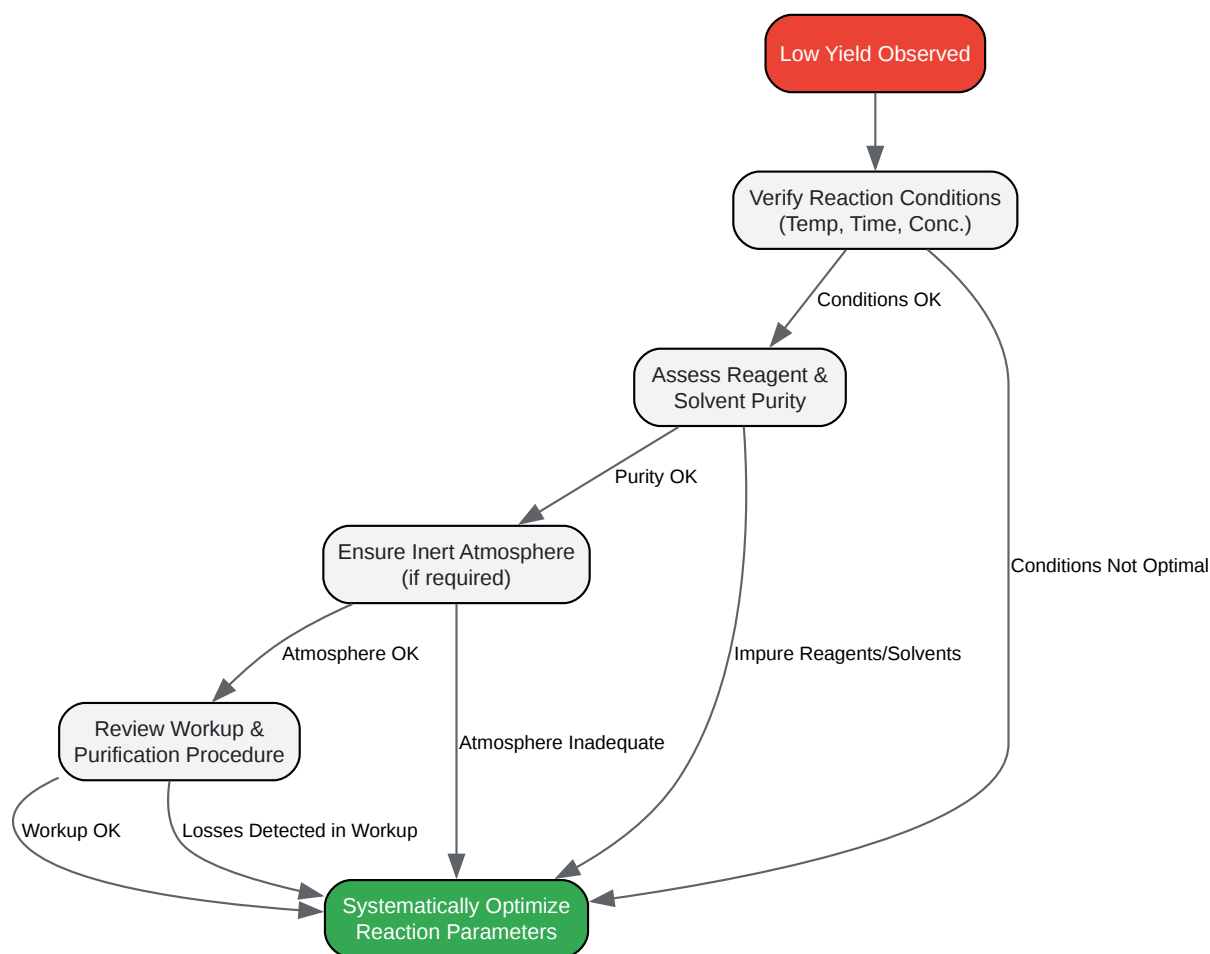 Low Yield Observed
Verify Reaction Conditions
(Temp, Time, Conc.)
Conditions OK
Assess Reagent &
Solvent Purity
Purity OK
Ensure Inert Atmosphere
(if required)
Conditions Not Optimal
Atmosphere OK
Impure Reagents/Solvents
Review Workup &
Purification Procedure
Atmosphere Inadequate
Workup OK
Losses Detected in Workup
Systematically Optimize
Reaction Parameters